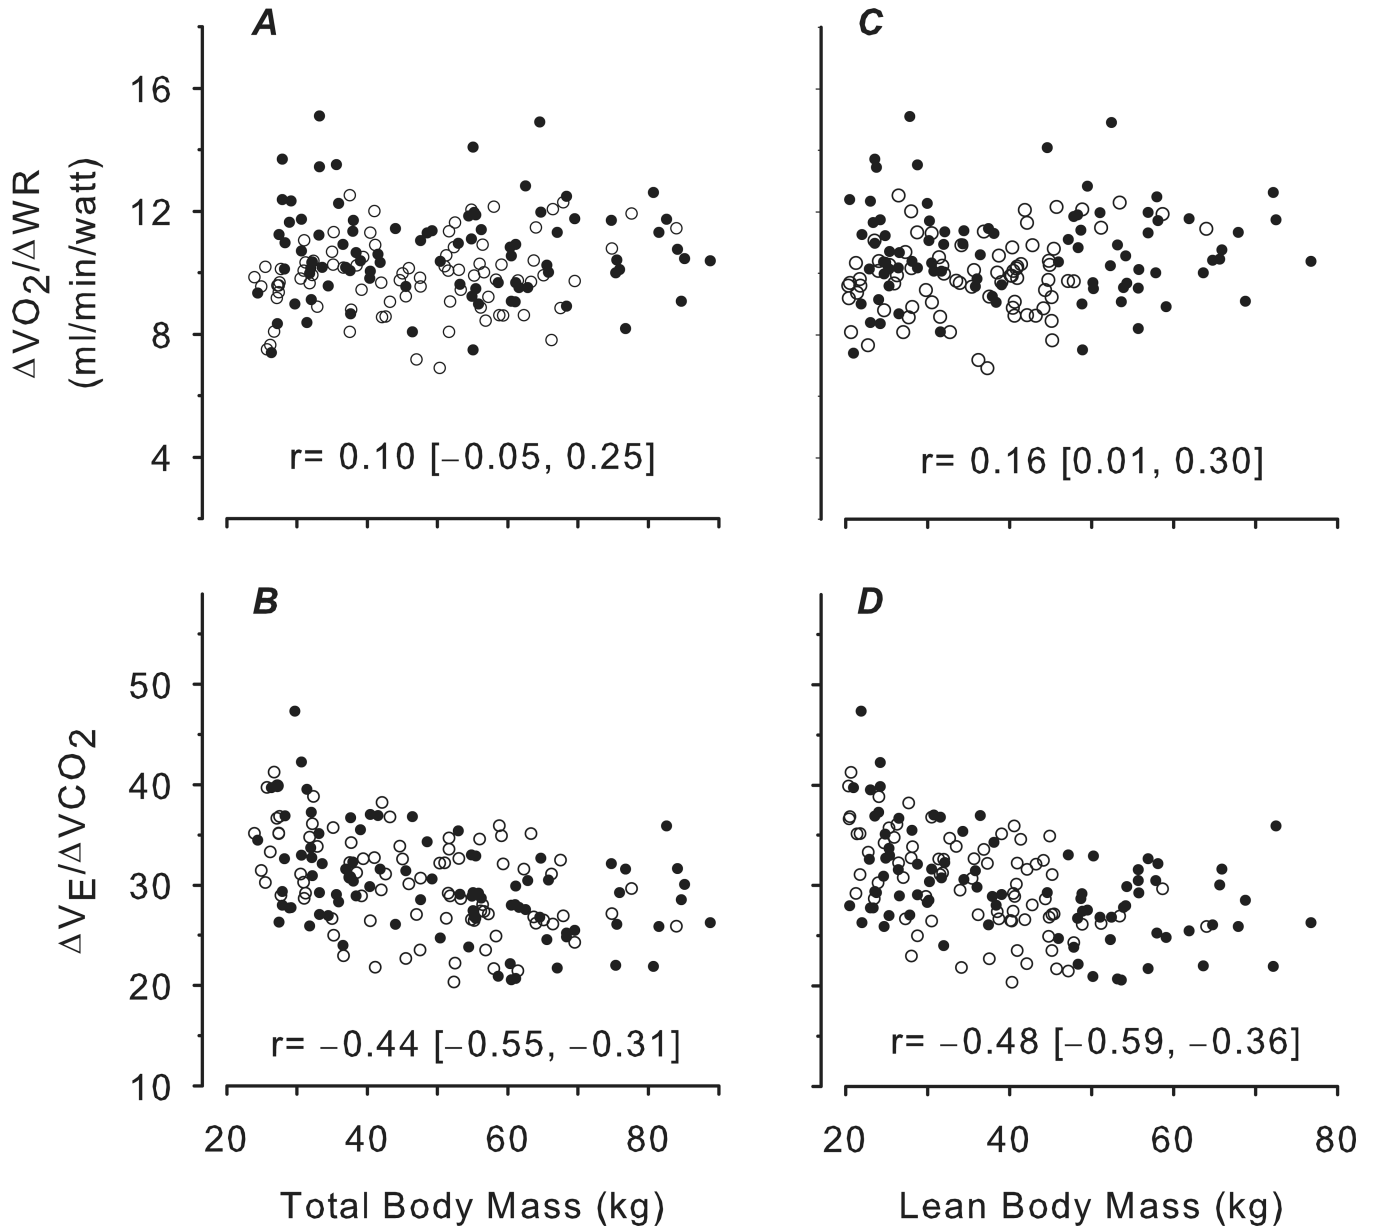 A
C
ΔVO2/ΔWR
(ml/min/watt)
16
12
8
4
r= 0.10 [−0.05, 0.25]
r= 0.16 [0.01, 0.30]
B
D
ΔVE/ΔVCO2
50
40
30
20
10
r= −0.44 [−0.55, −0.31]
r= −0.48 [−0.59, −0.36]
20 40 60 80
20 40 60 80
Total Body Mass (kg)
Lean Body Mass (kg)